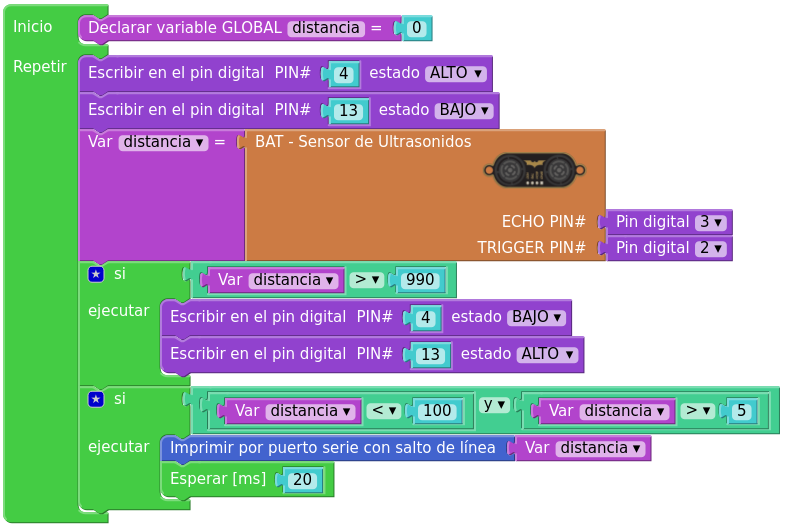 Inicio
Declarar variable GLOBAL distancia = 0
Repetir
Escribir en el pin digital PIN# 4 estado ALTO
Escribir en el pin digital PIN# 13 estado BAJO
Var distancia = BAT - Sensor de Ultrasonidos
ECHO PIN# Pin digital 3
TRIGGER PIN# Pin digital 2
si Var distancia > 990
ejecutar Escribir en el pin digital PIN# 4 estado BAJO
Escribir en el pin digital PIN# 13 estado ALTO
si Var distancia < 100 y Var distancia > 5
ejecutar Imprimir por puerto serie con salto de línea Var distancia
Esperar [ms] 20